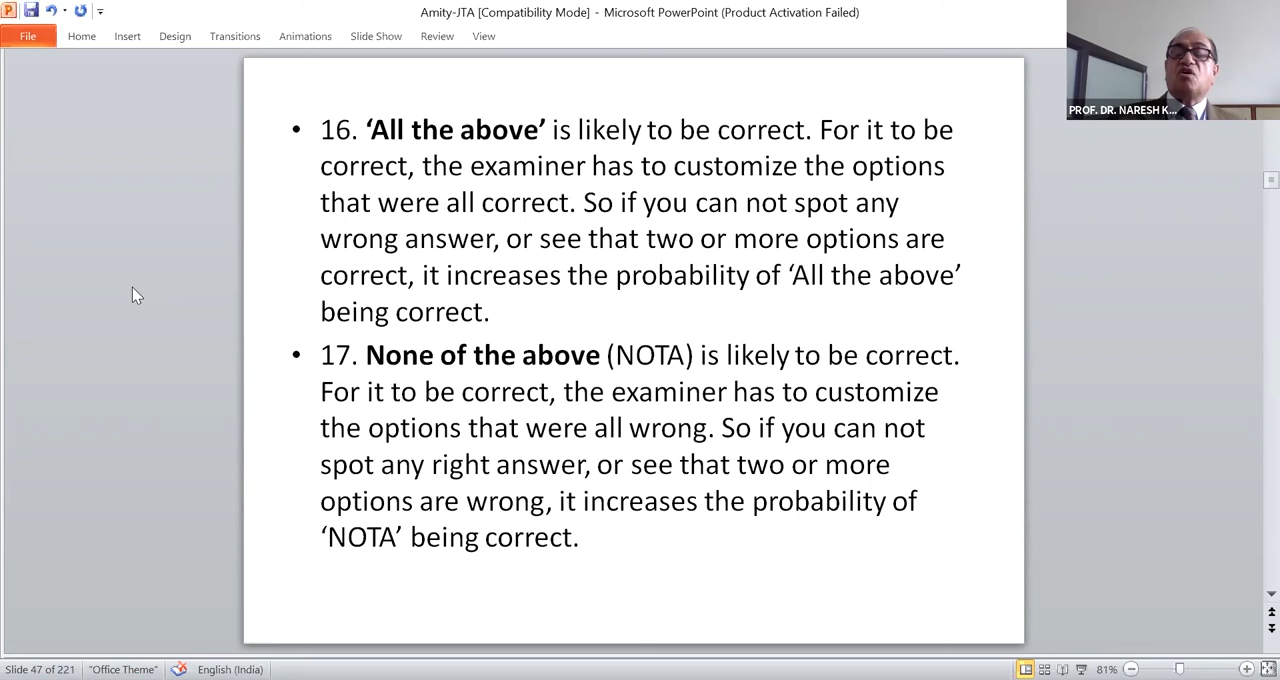 Amity-JTA [Compatibility Mode] - Microsoft PowerPoint (Product Activation Failed)
File Home Insert Design Transitions Animations Slide Show Review View
PROF. DR. NARESH K...
• 16. ‘All the above’ is likely to be correct. For it to be
correct, the examiner has to customize the options
that were all correct. So if you can not spot any
wrong answer, or see that two or more options are
correct, it increases the probability of ‘All the above’
being correct.
• 17. None of the above (NOTA) is likely to be correct.
For it to be correct, the examiner has to customize
the options that were all wrong. So if you can not
spot any right answer, or see that two or more
options are wrong, it increases the probability of
‘NOTA’ being correct.
Slide 47 of 221 "Office Theme" English (India) 81%